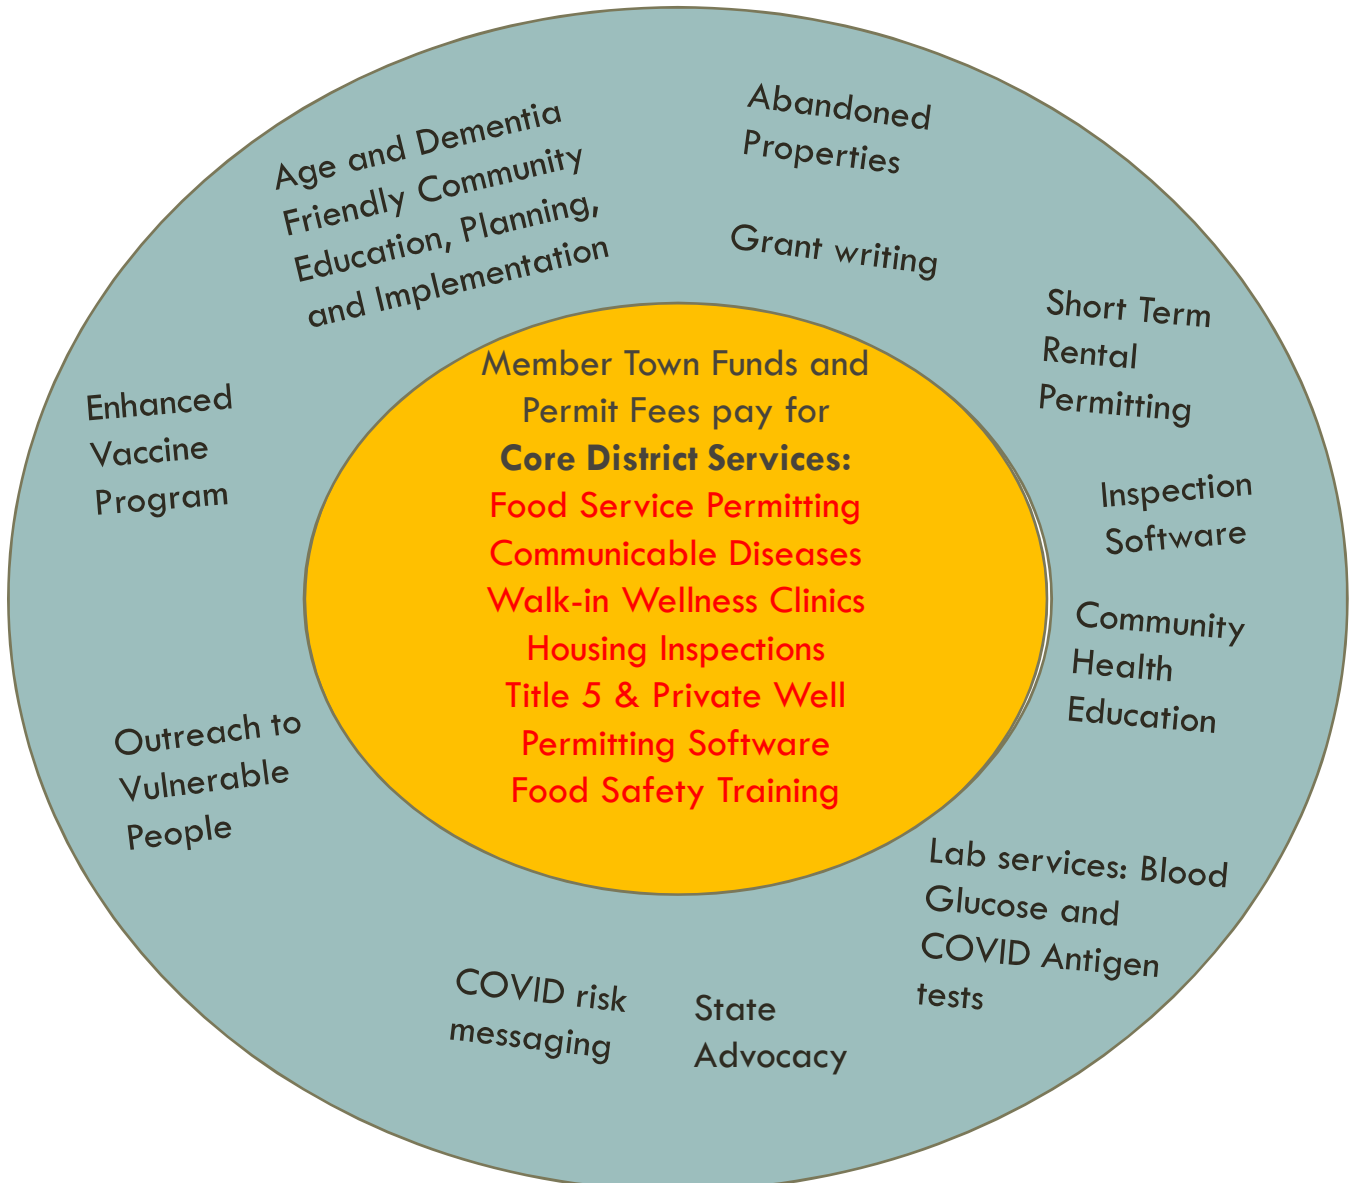 Age and Dementia
Friendly Community
Education, Planning,
and Implementation
Abandoned
Properties
Grant writing
Short Term
Rental
Permitting
Enhanced
Vaccine
Program
Member Town Funds and
Permit Fees pay for
Core District Services:
Food Service Permitting
Communicable Diseases
Walk-in Wellness Clinics
Housing Inspections
Title 5 & Private Well
Permitting Software
Food Safety Training
Inspection
Software
Community
Health
Education
Outreach to
Vulnerable
People
Lab services: Blood
Glucose and
COVID Antigen
tests
COVID risk
messaging
State
Advocacy